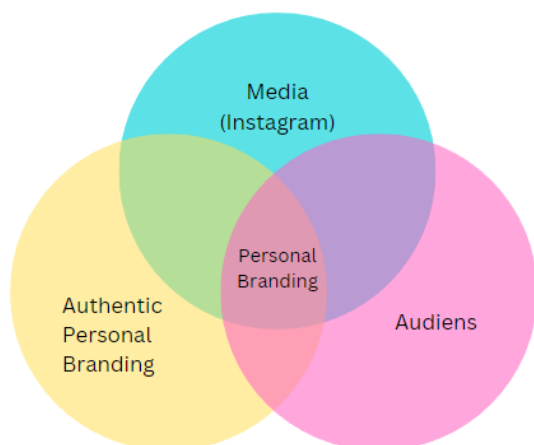 Media
(Instagram)
Personal
Branding
Authentic
Personal
Branding
Audiens